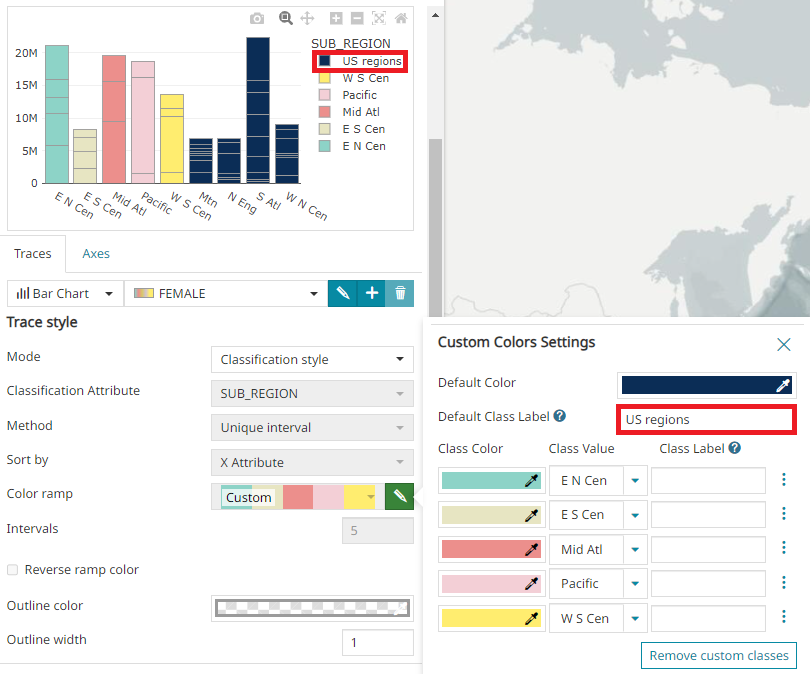 SUB_REGION
US regions
W S Cen
Pacific
Mid Atl
E S Cen
E N Cen
20M
15M
10M
5M
0
E N Cen
E S Cen
Mid Atl
Pacific
W S Cen
Mtn
N Eng
S Atl
W N Cen
Traces
Axes
Bar Chart
FEMALE
Trace style
Mode
Classification style
Classification Attribute
SUB_REGION
Method
Unique interval
Sort by
X Attribute
Color ramp
Custom
Intervals
5
Reverse ramp color
Outline color
Outline width
1
Custom Colors Settings
Default Color
Default Class Label
US regions
Class Color Class Value Class Label
E N Cen
E S Cen
Mid Atl
Pacific
W S Cen
Remove custom classes